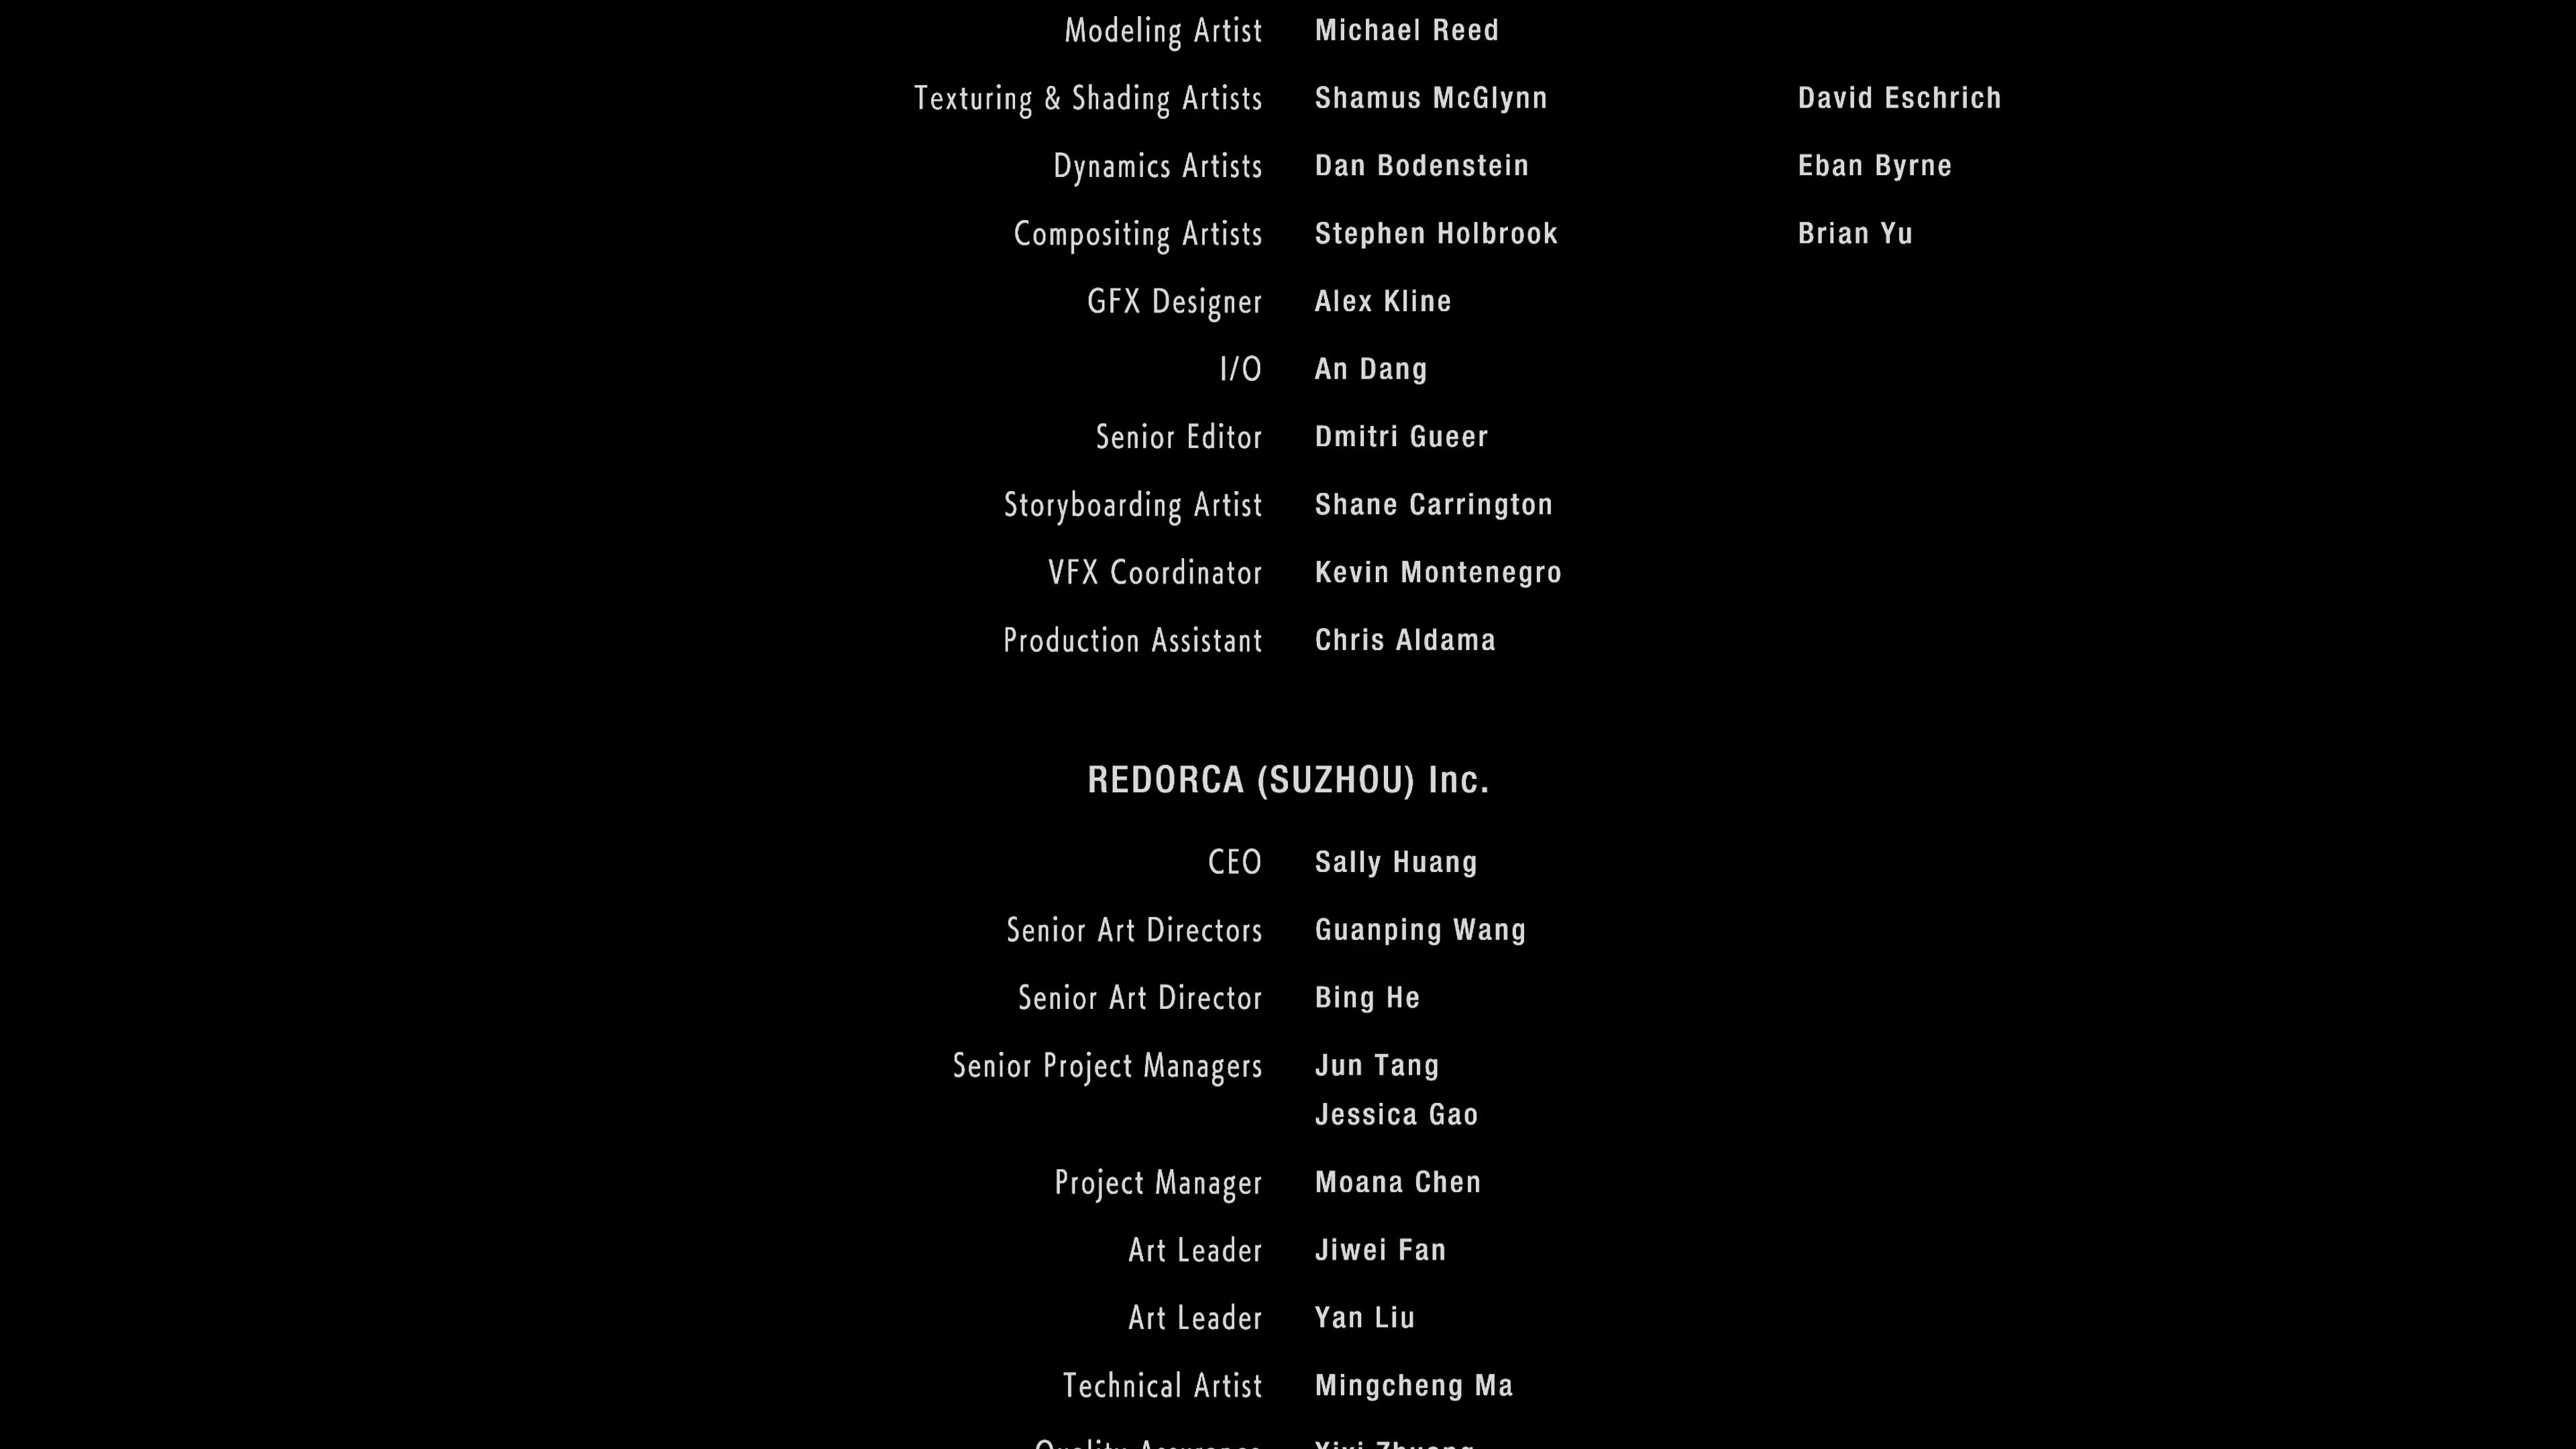 Modeling Artist Michael Reed
Texturing & Shading Artists Shamus McGlynn David Eschrich
Dynamics Artists Dan Bodenstein Eban Byrne
Compositing Artists Stephen Holbrook Brian Yu
GFX Designer Alex Kline
I/O An Dang
Senior Editor Dmitri Gueer
Storyboarding Artist Shane Carrington
VFX Coordinator Kevin Montenegro
Production Assistant Chris Aldama
REDORCA (SUZHOU) Inc.
CEO Sally Huang
Senior Art Directors Guanping Wang
Senior Art Director Bing He
Senior Project Managers Jun Tang
Jessica Gao
Project Manager Moana Chen
Art Leader Jiwei Fan
Art Leader Yan Liu
Technical Artist Mingcheng Ma
Quality Assurance